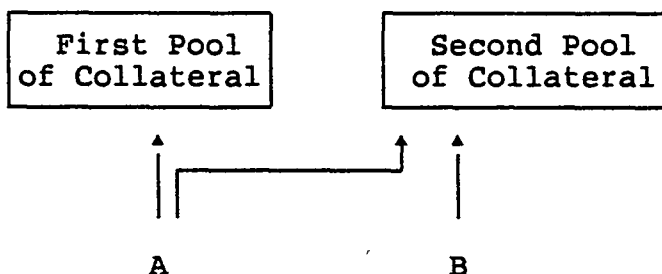 First Pool
of Collateral
Second Pool
of Collateral
A
B